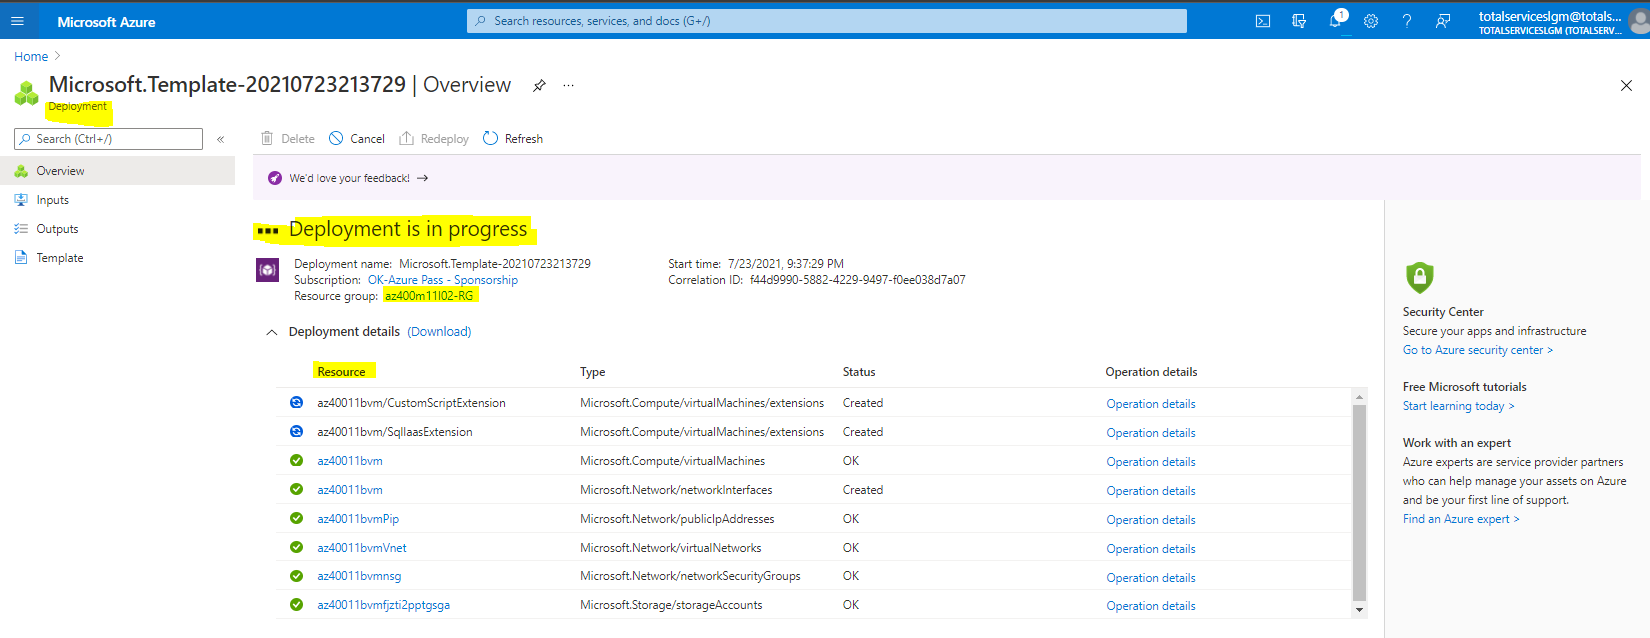 Microsoft Azure
Search resources, services, and docs (G+/)
1
totalserviceslgm@totals...
TOTALSERVICESLGM (TOTALSERV...
Home
Microsoft.Template-20210723213729 | Overview
Deployment
Search (Ctrl+/)
Delete
Cancel
Redeploy
Refresh
Overview
Inputs
Outputs
Template
We'd love your feedback! →
Deployment is in progress
Deployment name: Microsoft.Template-20210723213729
Subscription: OK-Azure Pass - Sponsorship
Resource group: az400m11l02-RG
Start time: 7/23/2021, 9:37:29 PM
Correlation ID: f44d9990-5882-4229-9497-f0ee038d7a07
Deployment details (Download)
Resource Type Status Operation details
az40011bvm/CustomScriptExtension Microsoft.Compute/virtualMachines/extensions Created Operation details
az40011bvm/SqlIaasExtension Microsoft.Compute/virtualMachines/extensions Created Operation details
az40011bvm Microsoft.Compute/virtualMachines OK Operation details
az40011bvm Microsoft.Network/networkInterfaces Created Operation details
az40011bvmPip Microsoft.Network/publicIpAddresses OK Operation details
az40011bvmVnet Microsoft.Network/virtualNetworks OK Operation details
az40011bvmnsg Microsoft.Network/networkSecurityGroups OK Operation details
az40011bvmfjzti2pptgsga Microsoft.Storage/storageAccounts OK Operation details
Security Center
Secure your apps and infrastructure
Go to Azure security center >
Free Microsoft tutorials
Start learning today >
Work with an expert
Azure experts are service provider partners
who can help manage your assets on Azure
and be your first line of support.
Find an Azure expert >